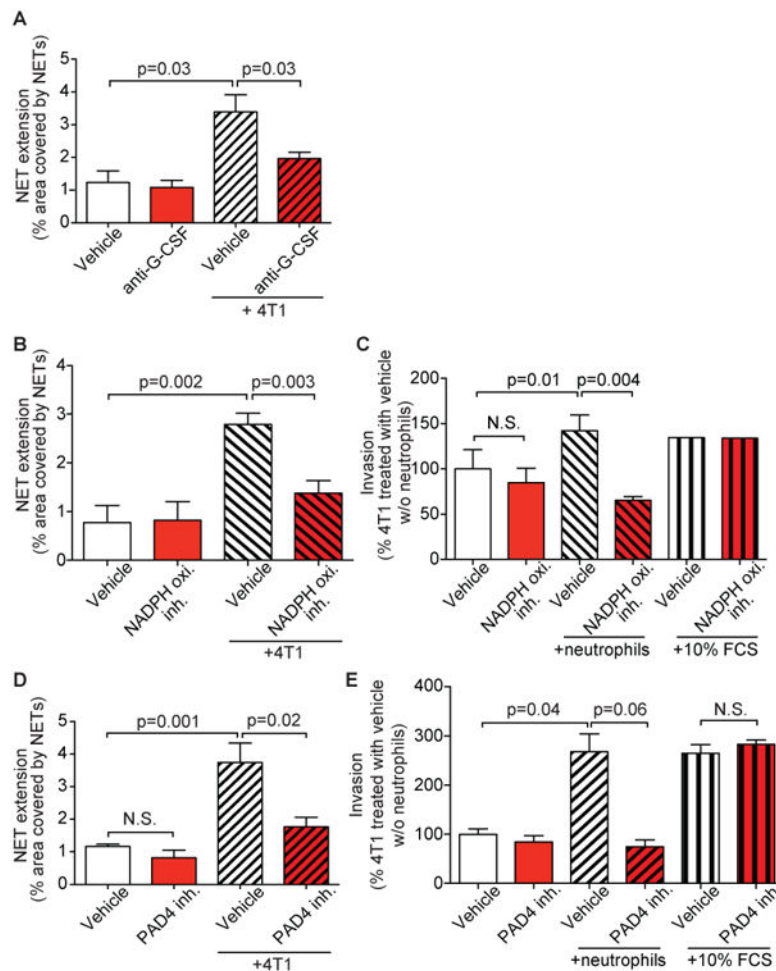 A
p=0.03
p=0.03
NET extension
(% area covered by NETs)
5
4
3
2
1
0
Vehicle
anti-G-CSF
Vehicle
anti-G-CSF
+ 4T1
B
p=0.002
p=0.003
NET extension
(% area covered by NETs)
4
3
2
1
0
Vehicle
NADPH oxi.
inh.
Vehicle
NADPH oxi.
inh.
+4T1
C
p=0.01
p=0.004
N.S.
Invasion
(% 4T1 treated with vehicle
w/o neutrophils)
200
150
100
50
0
Vehicle
NADPH oxi.
inh.
Vehicle
NADPH oxi.
inh.
Vehicle
NADPH oxi.
inh.
+neutrophils
+10% FCS
D
p=0.001
p=0.02
N.S.
NET extension
(% area covered by NETs)
5
4
3
2
1
0
Vehicle
PAD4 inh.
Vehicle
PAD4 inh.
+4T1
E
p=0.04
p=0.06
N.S.
Invasion
(% 4T1 treated with vehicle
w/o neutrophils)
400
300
200
100
0
Vehicle
PAD4 inh.
Vehicle
PAD4 inh.
Vehicle
PAD4 inh.
+neutrophils
+10% FCS